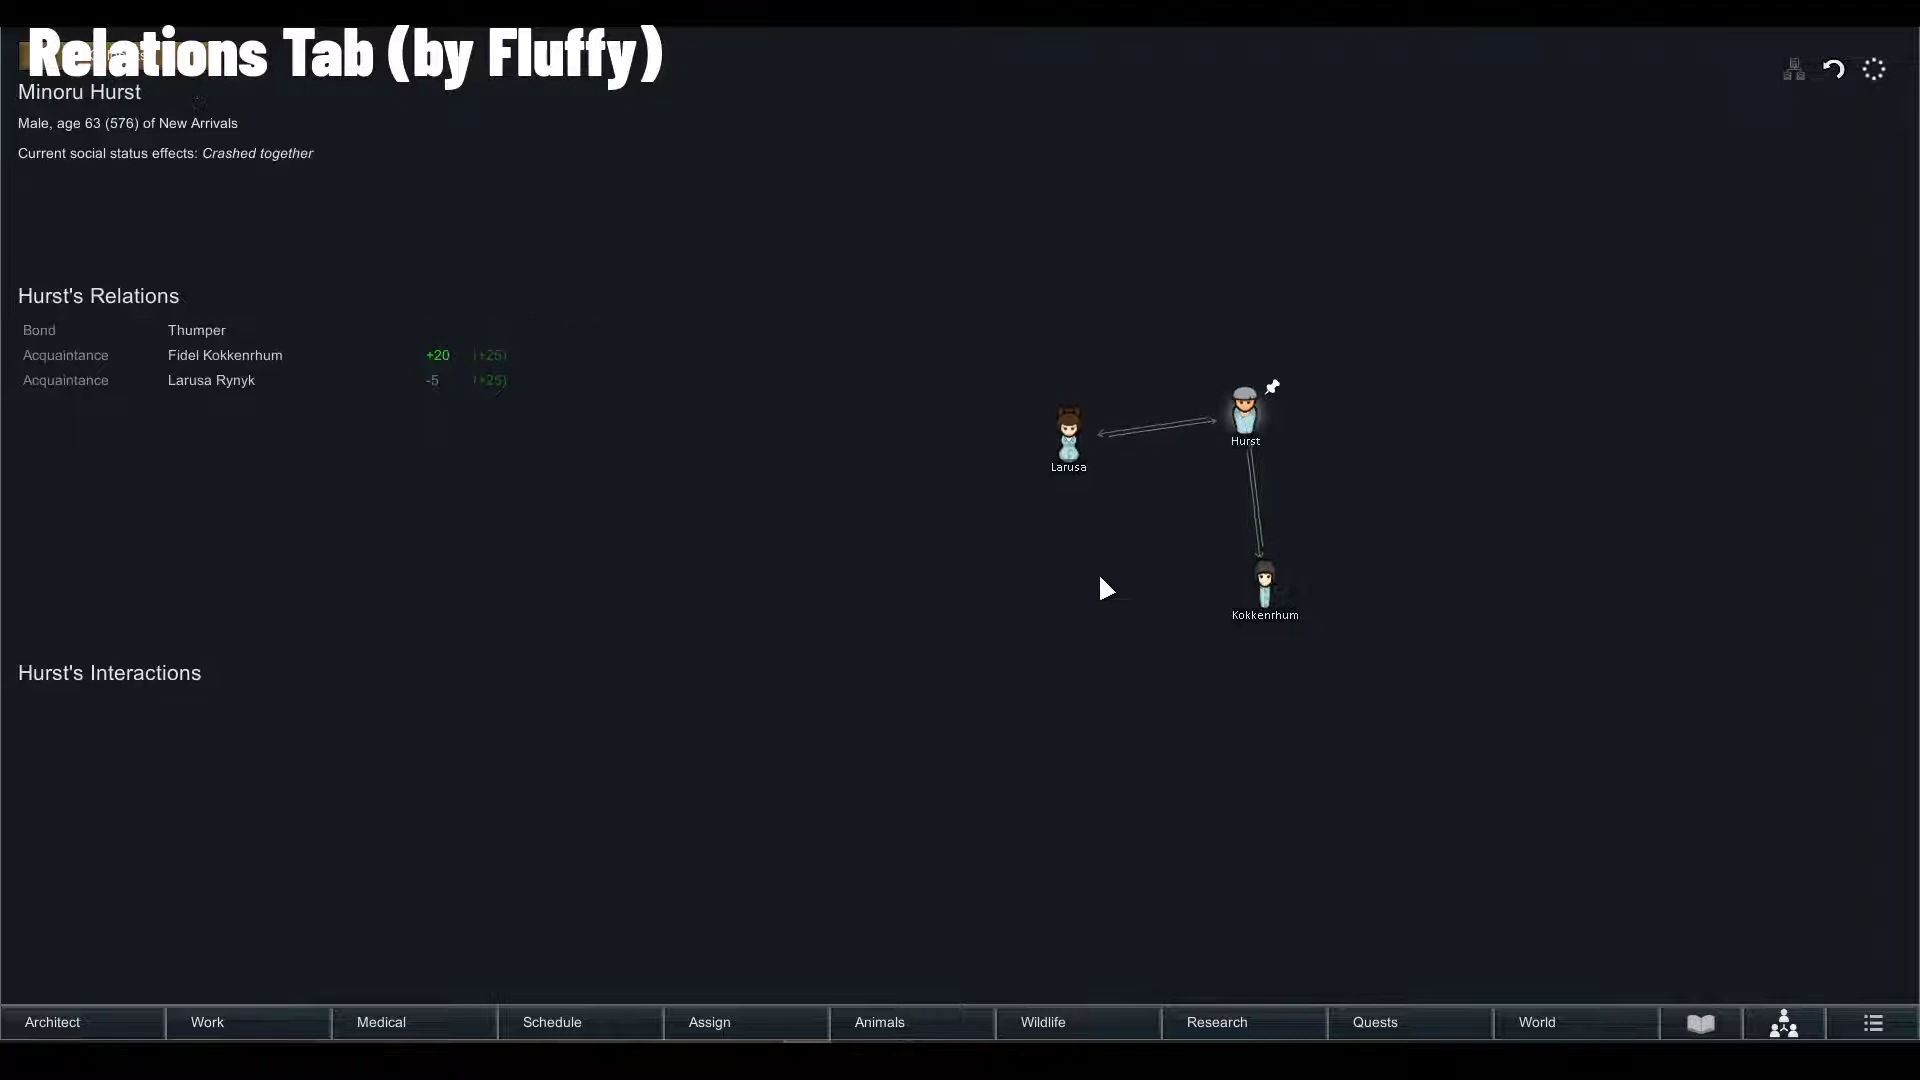 Relations Tab (by Fluffy)
Minoru Hurst
Male, age 63 (576) of New Arrivals
Current social status effects: Crashed together
Hurst's Relations
Bond Thumper
Acquaintance Fidel Kokkenrhum +20 (+25)
Acquaintance Larusa Rynyk -5 (+25)
Larusa
Hurst
Kokkenrhum
Hurst's Interactions
Architect Work Medical Schedule Assign Animals Wildlife Research Quests World